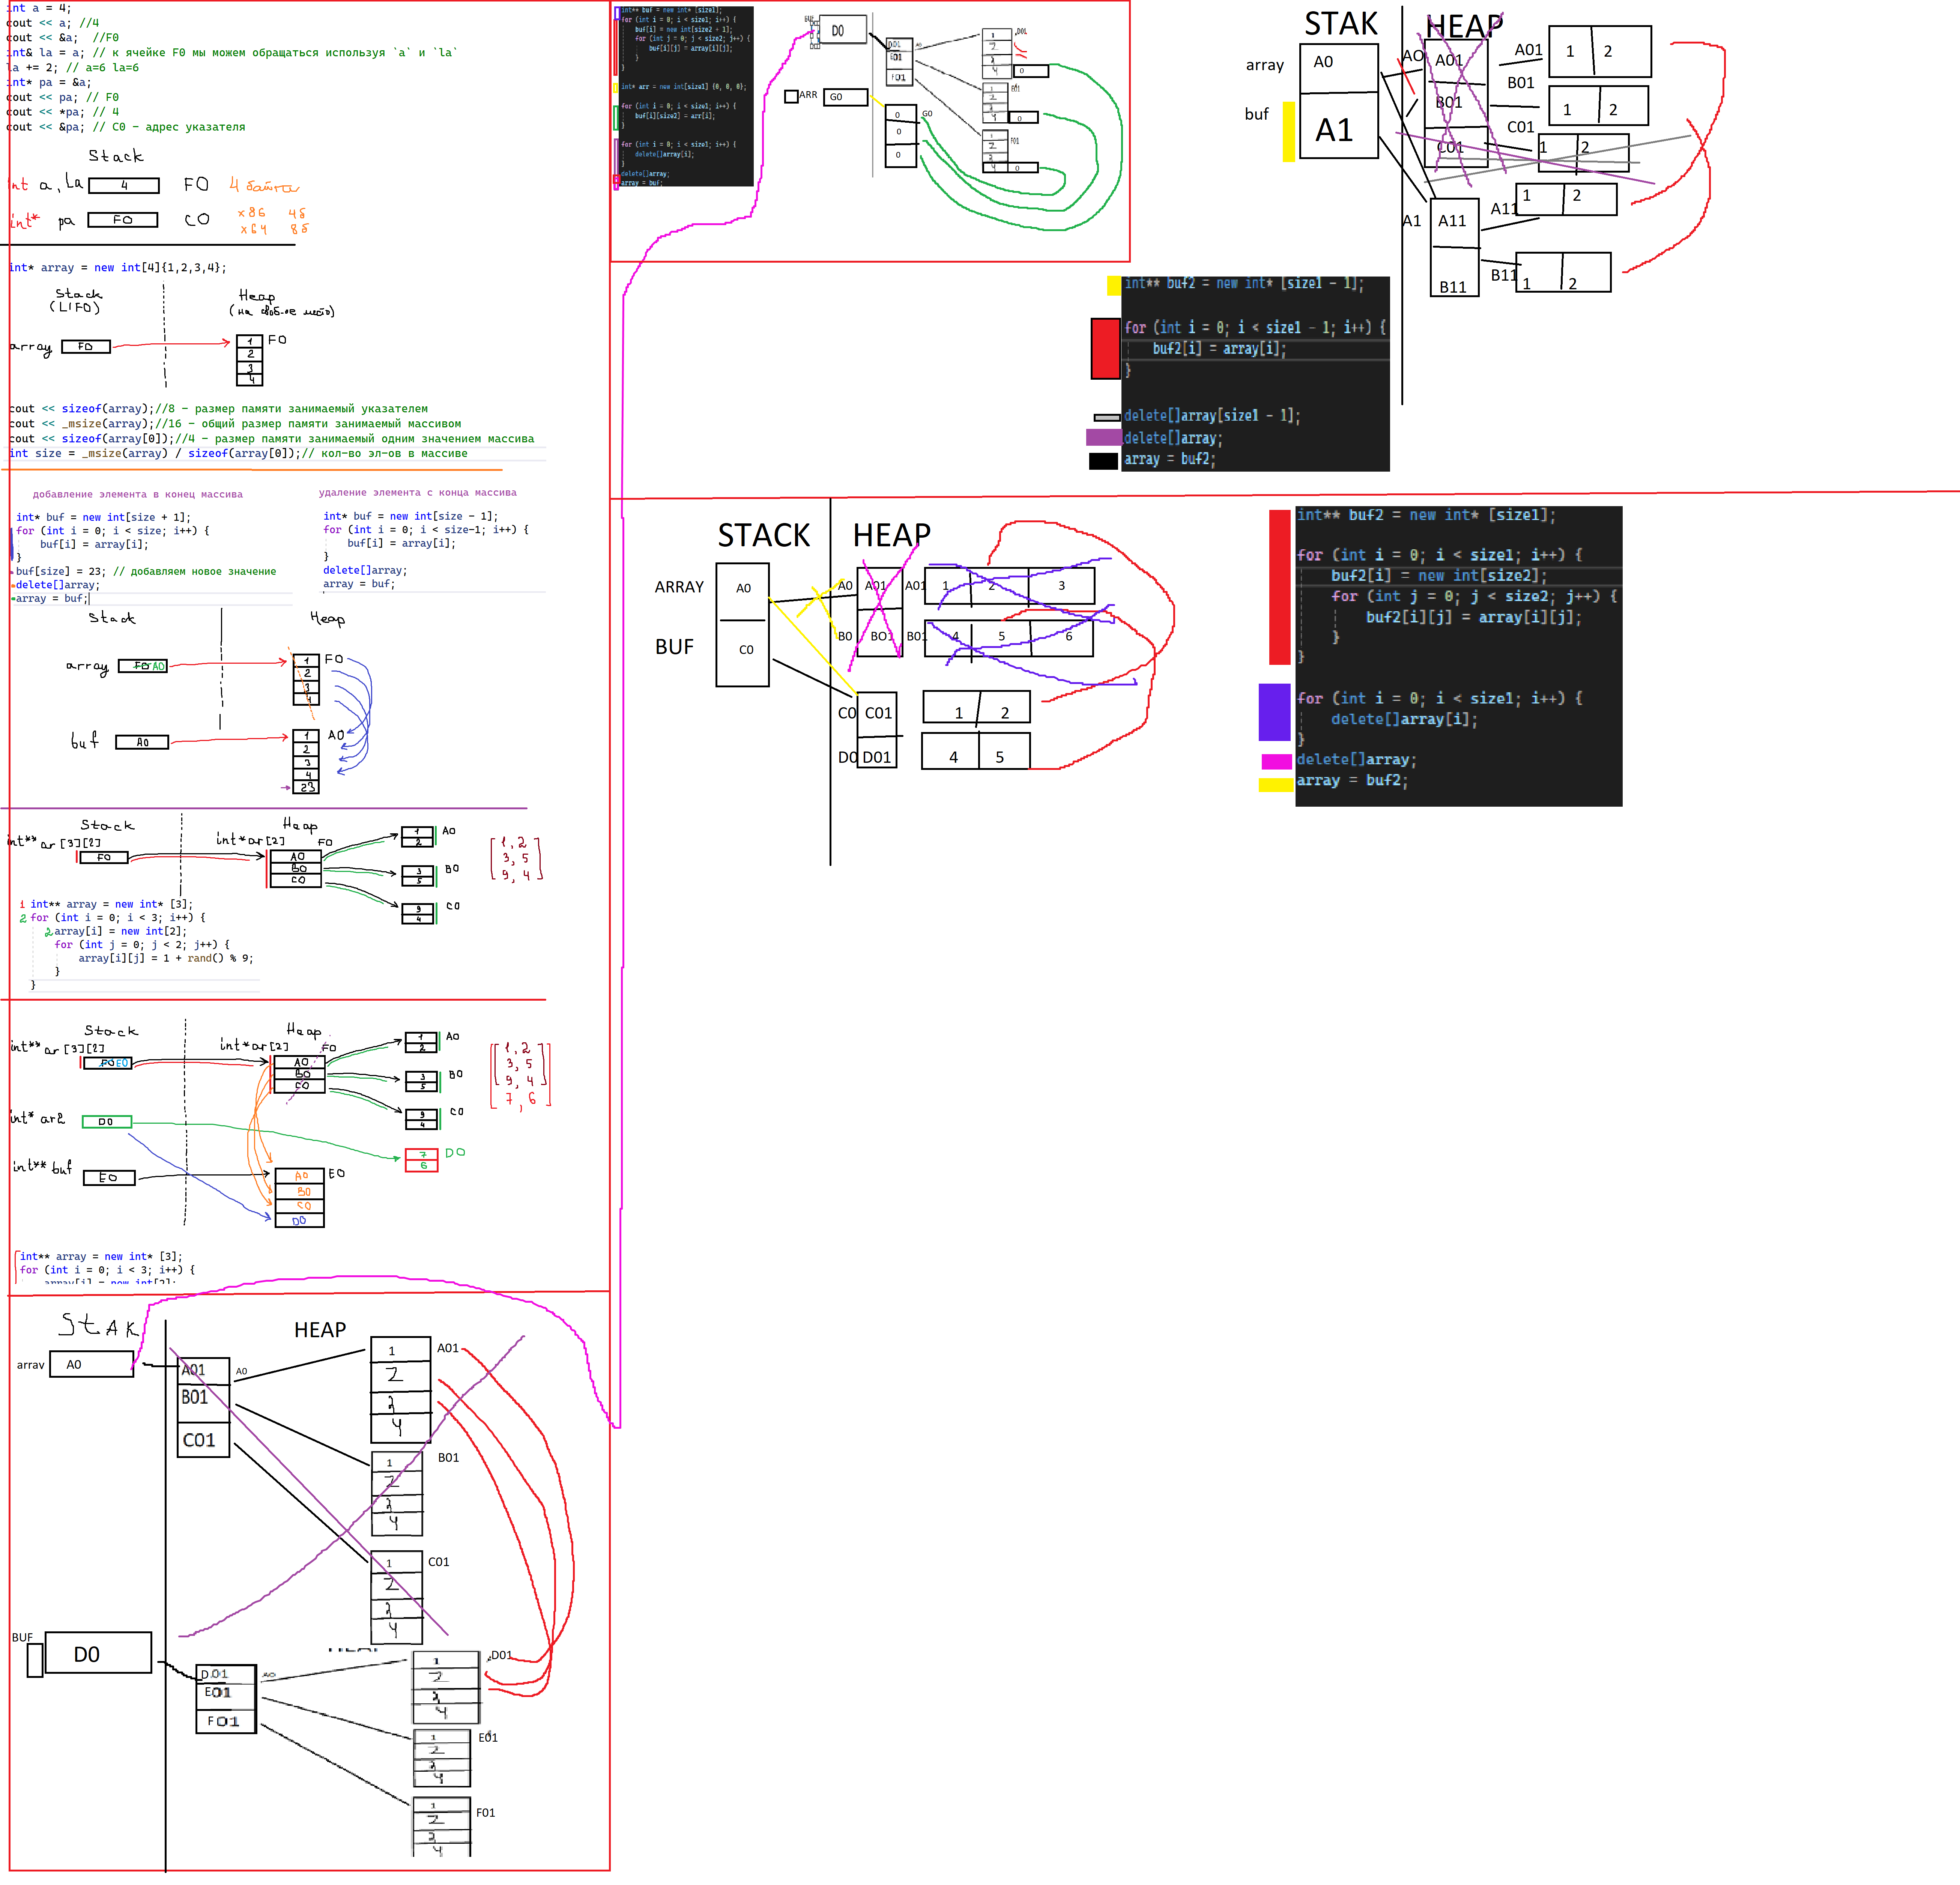 int a = 4;
cout << a; //4
cout << &a;  //F0
int& la = a; // к ячейке F0 мы можем обращаться используя `a` и `la`
la += 2; // a=6 la=6
int* pa = &a;
cout << pa; // F0
cout << *pa; // 4
cout << &pa; // C0 - адрес указателя
Stack
int a, La 4 F0 4 байта
int* pa F0 C0 x86 4б
x64 8б
int* array = new int[4]{1,2,3,4};
Stack
(LIFO)
Heap
array F0
1 F0
2
3
4
cout << sizeof(array);//8 - размер памяти занимаемый указателем
cout << _msize(array);//16 - общий размер памяти занимаемый массивом
cout << sizeof(array[0]);//4 - размер памяти занимаемый одним значением массива
int size = _msize(array) / sizeof(array[0]);// кол-во эл-ов в массиве
добавление элемента в конец массива
int* buf = new int[size + 1];
for (int i = 0; i < size; i++) {
buf[i] = array[i];
}
buf[size] = 23; // добавляем новое значение
delete[]array;
array = buf;
удаление элемента с конца массива
int* buf = new int[size - 1];
for (int i = 0; i < size-1; i++) {
buf[i] = array[i];
}
delete[]array;
array = buf;
Stack Heap
array F0 A0
1 F0
2
3
4
buf A0
1 A0
2
3
4
23
Stack Heap
int** ar[3][2] int* ar[2] F0
F0
A0
B0
C0
1 A0
2
3 B0
5
9 C0
4
1, 2
3, 5
9, 4
1 int** array = new int* [3];
2 for (int i = 0; i < 3; i++) {
2 array[i] = new int[2];
for (int j = 0; j < 2; j++) {
array[i][j] = 1 + rand() % 9;
}
}
Stack Heap
int** ar[3][2] int* ar[2] F0
F0 E0
A0
B0
C0
1 A0
2
3 B0
5
9 C0
4
1, 2
3, 5
9, 4
7, 6
int* ar2 D0
7 D0
6
int** buf E0
A0 E0
B0
C0
D0
int** array = new int* [3];
for (int i = 0; i < 3; i++) {
array[i] = new int[2];
Stak HEAP
array A0
A01 A0
B01
C01
1 A01
2
3
4
1 B01
2
3
4
1 C01
2
3
4
BUF D0
D01
E01
F01
1 D01
2
3
4
1 E01
2
3
4
1 F01
2
3
4
int** buf = new int* [size1];
for (int i = 0; i < size1; i++) {
buf[i] = new int[size2 + 1];
for (int j = 0; j < size2; j++) {
buf[i][j] = array[i][j];
}
}
int* arr = new int[size1] {0, 0, 0};
for (int i = 0; i < size1; i++) {
buf[i][size2] = arr[i];
}
for (int i = 0; i < size1; i++) {
delete[]array[i];
}
delete[]array;
array = buf;
D0
D01
E01
F01
1 D01
2
3
4 0
1 E01
2
3
4 0
1 F01
2
3
4 0
ARR G0
0 G0
0
0
STAK HEAP
array A0
buf A1
A0 A01
B01
C01
A01 1 2
B01 1 2
C01 1 2
A1 A11
B11
A11 1 2
B11 1 2
int** buf2 = new int* [size1 - 1];
for (int i = 0; i < size1 - 1; i++) {
buf2[i] = array[i];
}
delete[]array[size1 - 1];
delete[]array;
array = buf2;
STACK HEAP
ARRAY A0
BUF C0
A0 A01 A01 1 2 3
B0 B01 B01 4 5 6
C0 C01 1 2
D0 D01 4 5
int** buf2 = new int* [size1];
for (int i = 0; i < size1; i++) {
buf2[i] = new int[size2];
for (int j = 0; j < size2; j++) {
buf2[i][j] = array[i][j];
}
}
for (int i = 0; i < size1; i++) {
delete[]array[i];
}
delete[]array;
array = buf2;